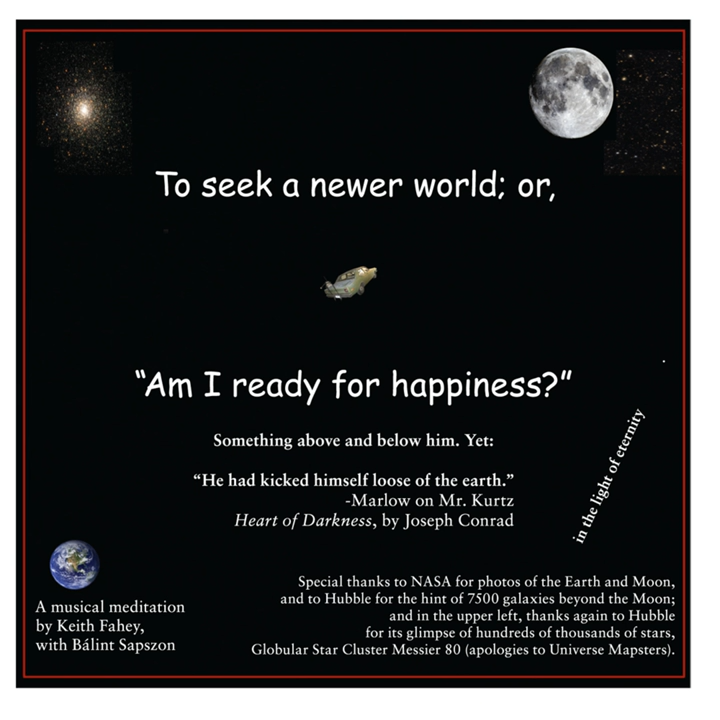 To seek a newer world; or,
“Am I ready for happiness?”
Something above and below him. Yet:
“He had kicked himself loose of the earth.”
-Marlow on Mr. Kurtz
Heart of Darkness, by Joseph Conrad
in the light of eternity
A musical meditation
by Keith Fahey,
with Bálint Sapszon
Special thanks to NASA for photos of the Earth and Moon,
and to Hubble for the hint of 7500 galaxies beyond the Moon;
and in the upper left, thanks again to Hubble
for its glimpse of hundreds of thousands of stars,
Globular Star Cluster Messier 80 (apologies to Universe Mapsters).